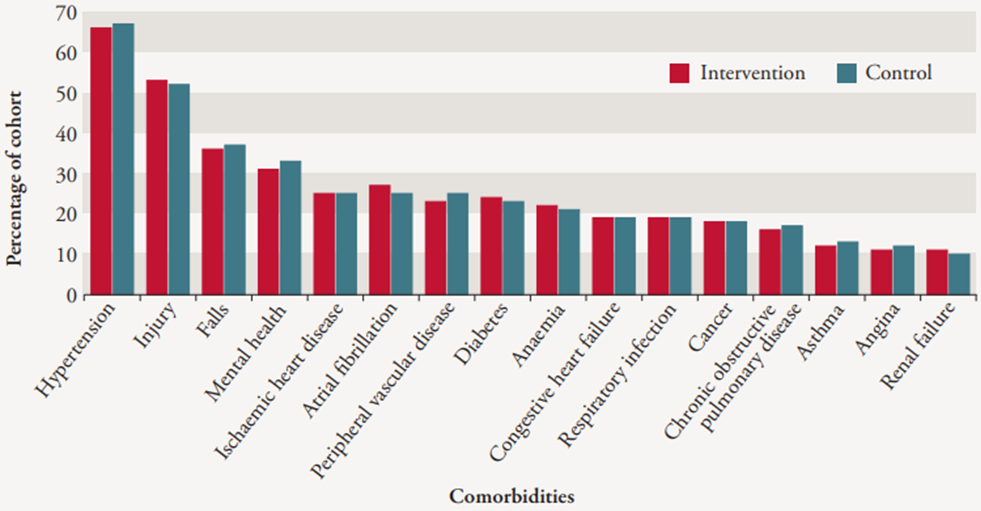 Percentage of cohort
70
60
50
40
30
20
10
0
Intervention
Control
Hypertension
Injury
Falls
Mental health
Ischaemic heart disease
Atrial fibrillation
Peripheral vascular disease
Diabetes
Anaemia
Congestive heart failure
Respiratory infection
Cancer
Chronic obstructive
pulmonary disease
Asthma
Angina
Renal failure
Comorbidities